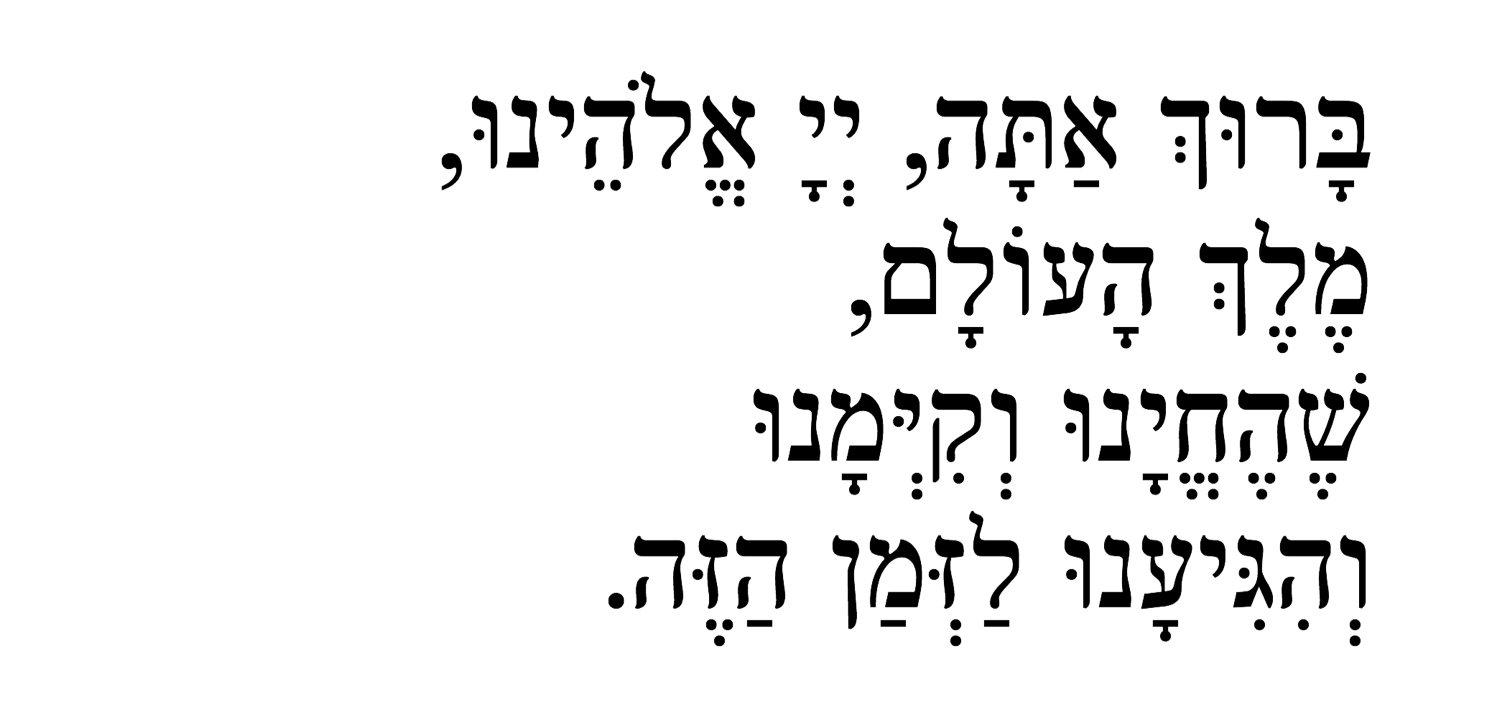 בָּרוּךְ אַתָּה, יְיָ אֱלֹהֵינוּ,
מֶלֶךְ הָעוֹלָם,
שֶׁהֶחֱיָנוּ וְקִיְּמָנוּ
וְהִגִּיעָנוּ לַזְּמַן הַזֶּה.